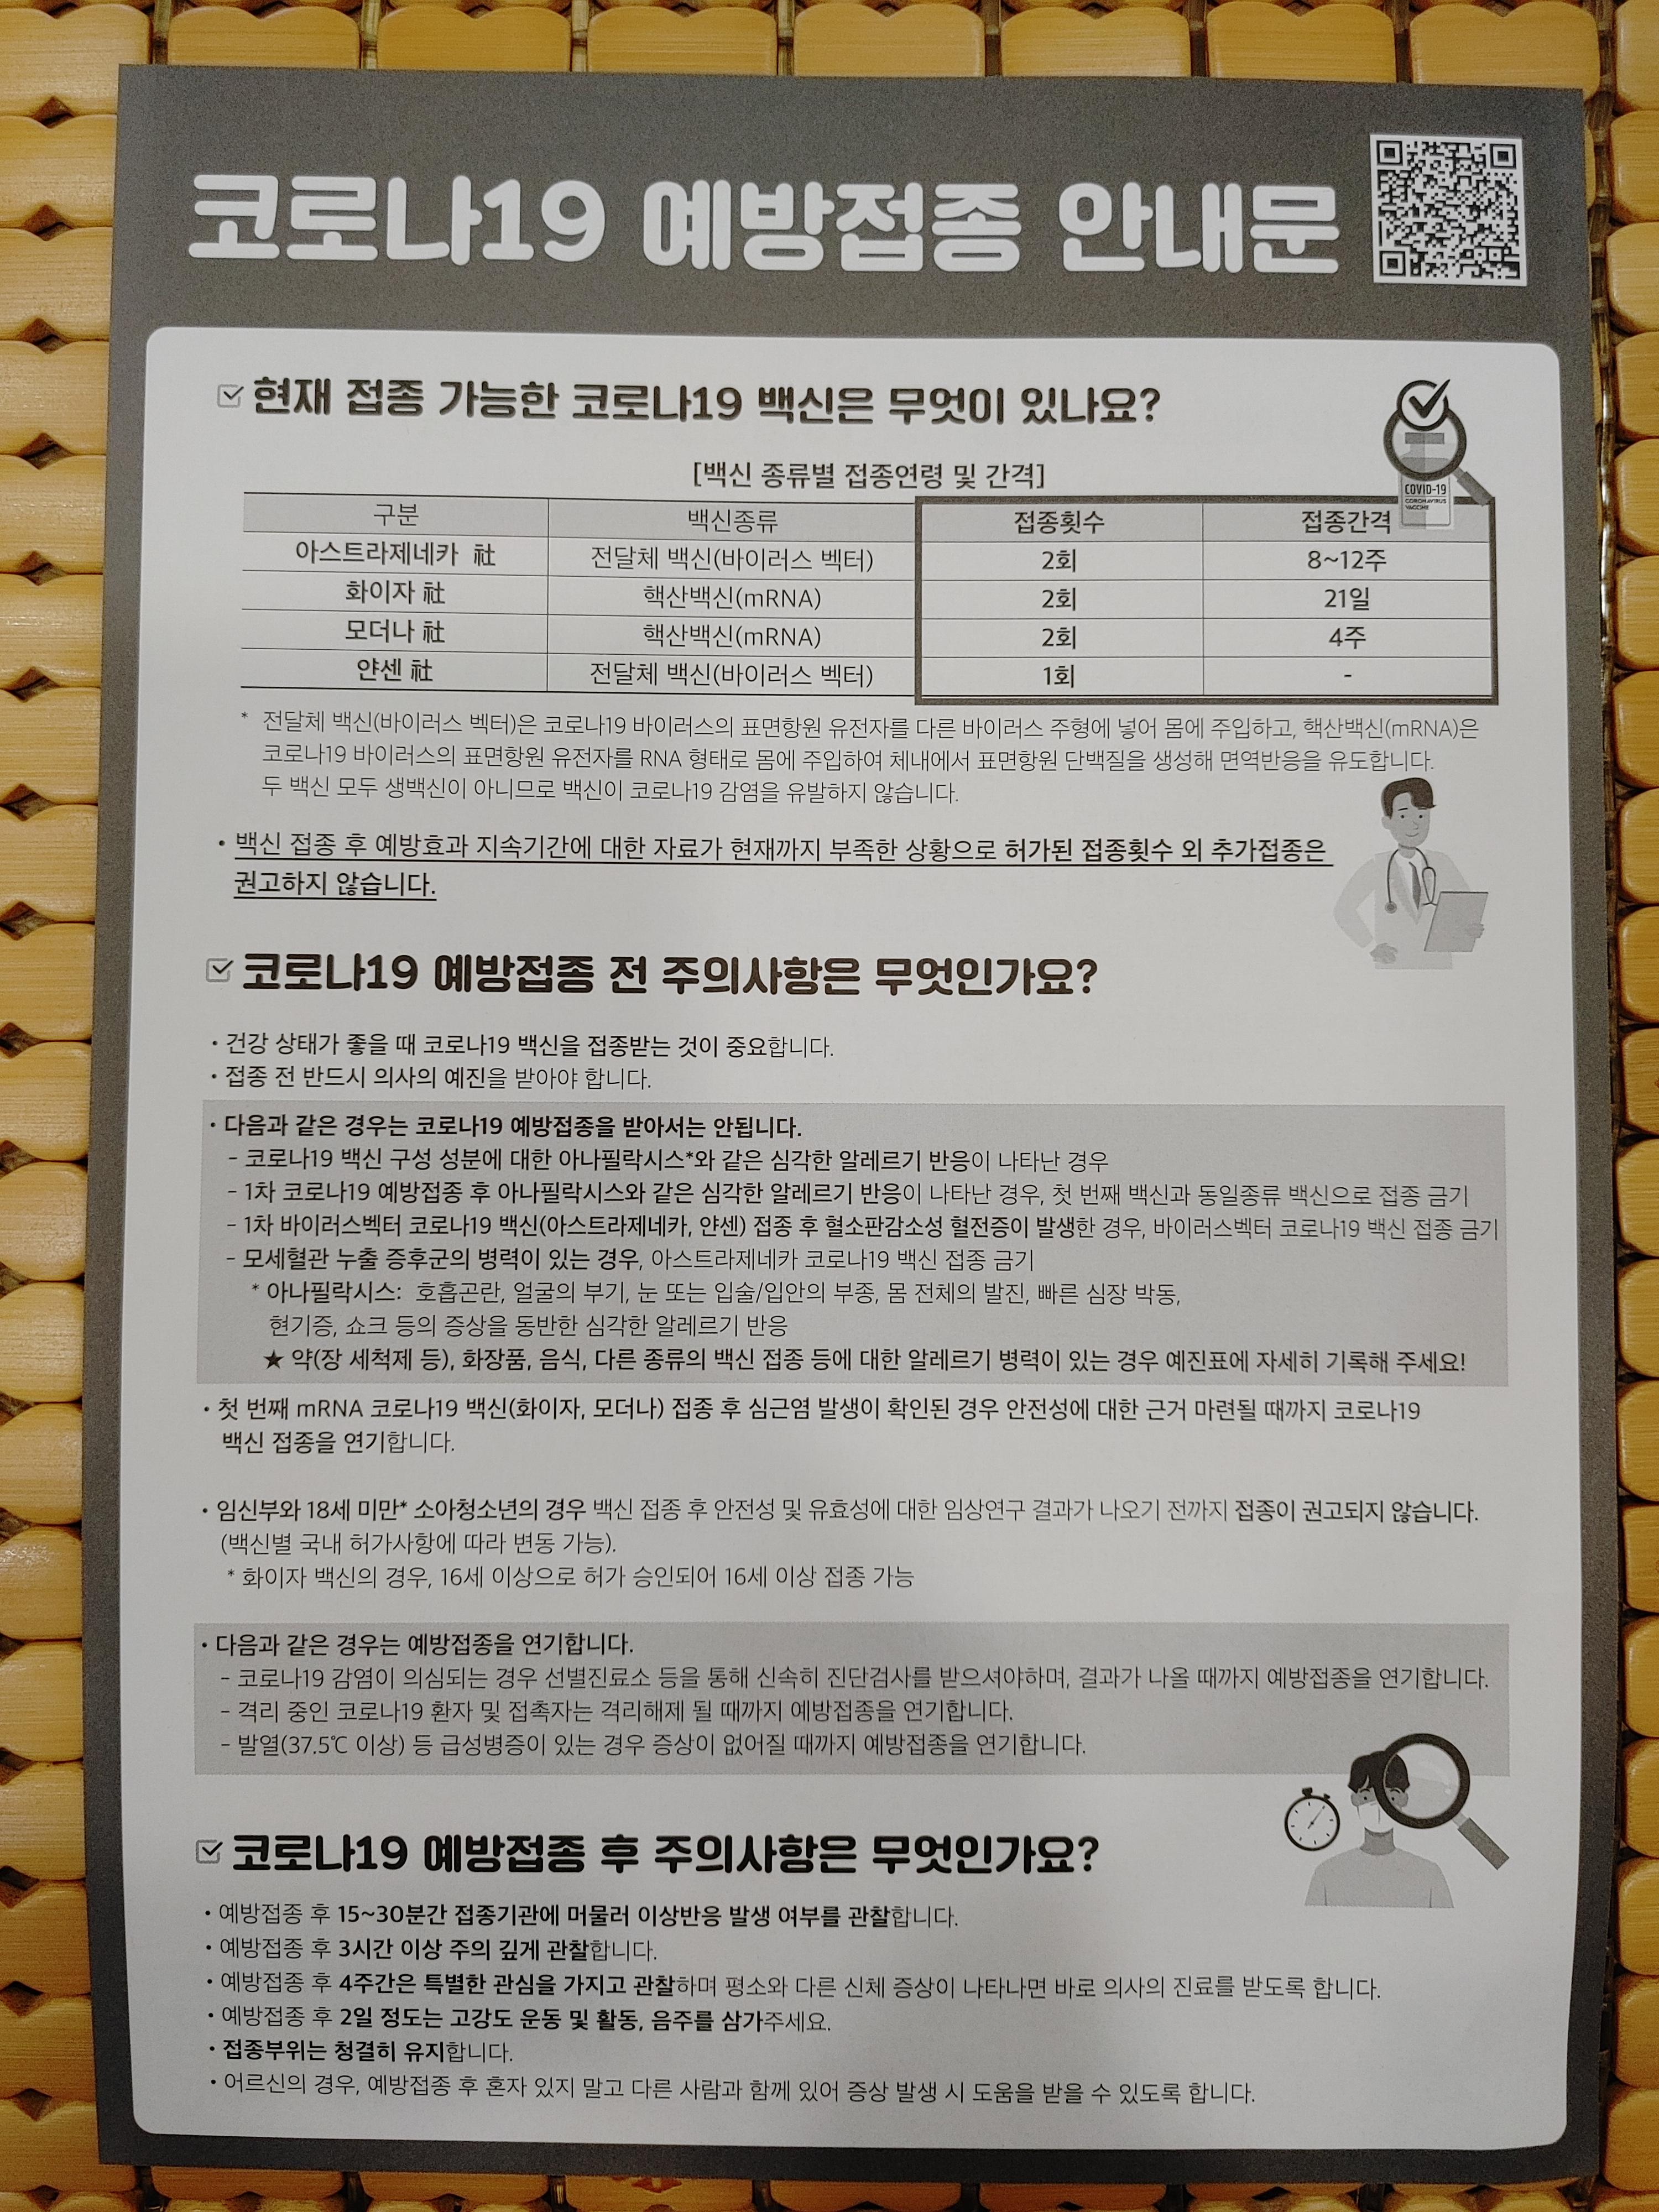 코로나19 예방접종 안내문
현재 접종 가능한 코로나19 백신은 무엇이 있나요?
COVID-19
CORONAVIRUS
VACCINE
[백신 종류별 접종연령 및 간격]
구분 백신종류 접종횟수 접종간격
아스트라제네카 社 전달체 백신(바이러스 벡터) 2회 8~12주
화이자 社 핵산백신(mRNA) 2회 21일
모더나 社 핵산백신(mRNA) 2회 4주
얀센 社 전달체 백신(바이러스 벡터) 1회 -
* 전달체 백신(바이러스 벡터)은 코로나19 바이러스의 표면항원 유전자를 다른 바이러스 주형에 넣어 몸에 주입하고, 핵산백신(mRNA)은
코로나19 바이러스의 표면항원 유전자를 RNA 형태로 몸에 주입하여 체내에서 표면항원 단백질을 생성해 면역반응을 유도합니다.
두 백신 모두 생백신이 아니므로 백신이 코로나19 감염을 유발하지 않습니다.
• 백신 접종 후 예방효과 지속기간에 대한 자료가 현재까지 부족한 상황으로 허가된 접종횟수 외 추가접종은
권고하지 않습니다.
코로나19 예방접종 전 주의사항은 무엇인가요?
• 건강 상태가 좋을 때 코로나19 백신을 접종받는 것이 중요합니다.
• 접종 전 반드시 의사의 예진을 받아야 합니다.
• 다음과 같은 경우는 코로나19 예방접종을 받아서는 안됩니다.
- 코로나19 백신 구성 성분에 대한 아나필락시스*와 같은 심각한 알레르기 반응이 나타난 경우
- 1차 코로나19 예방접종 후 아나필락시스와 같은 심각한 알레르기 반응이 나타난 경우, 첫 번째 백신과 동일종류 백신으로 접종 금기
- 1차 바이러스벡터 코로나19 백신(아스트라제네카, 얀센) 접종 후 혈소판감소성 혈전증이 발생한 경우, 바이러스벡터 코로나19 백신 접종 금기
- 모세혈관 누출 증후군의 병력이 있는 경우, 아스트라제네카 코로나19 백신 접종 금기
* 아나필락시스: 호흡곤란, 얼굴의 부기, 눈 또는 입술/입안의 부종, 몸 전체의 발진, 빠른 심장 박동,
현기증, 쇼크 등의 증상을 동반한 심각한 알레르기 반응
★ 약(장 세척제 등), 화장품, 음식, 다른 종류의 백신 접종 등에 대한 알레르기 병력이 있는 경우 예진표에 자세히 기록해 주세요!
• 첫 번째 mRNA 코로나19 백신(화이자, 모더나) 접종 후 심근염 발생이 확인된 경우 안전성에 대한 근거 마련될 때까지 코로나19
백신 접종을 연기합니다.
• 임신부와 18세 미만* 소아청소년의 경우 백신 접종 후 안전성 및 유효성에 대한 임상연구 결과가 나오기 전까지 접종이 권고되지 않습니다.
(백신별 국내 허가사항에 따라 변동 가능).
* 화이자 백신의 경우, 16세 이상으로 허가 승인되어 16세 이상 접종 가능
• 다음과 같은 경우는 예방접종을 연기합니다.
- 코로나19 감염이 의심되는 경우 선별진료소 등을 통해 신속히 진단검사를 받으셔야하며, 결과가 나올 때까지 예방접종을 연기합니다.
- 격리 중인 코로나19 환자 및 접촉자는 격리해제 될 때까지 예방접종을 연기합니다.
- 발열(37.5℃ 이상) 등 급성병증이 있는 경우 증상이 없어질 때까지 예방접종을 연기합니다.
코로나19 예방접종 후 주의사항은 무엇인가요?
• 예방접종 후 15~30분간 접종기관에 머물러 이상반응 발생 여부를 관찰합니다.
• 예방접종 후 3시간 이상 주의 깊게 관찰합니다.
• 예방접종 후 4주간은 특별한 관심을 가지고 관찰하며 평소와 다른 신체 증상이 나타나면 바로 의사의 진료를 받도록 합니다.
• 예방접종 후 2일 정도는 고강도 운동 및 활동, 음주를 삼가주세요.
• 접종부위는 청결히 유지합니다.
• 어르신의 경우, 예방접종 후 혼자 있지 말고 다른 사람과 함께 있어 증상 발생 시 도움을 받을 수 있도록 합니다.